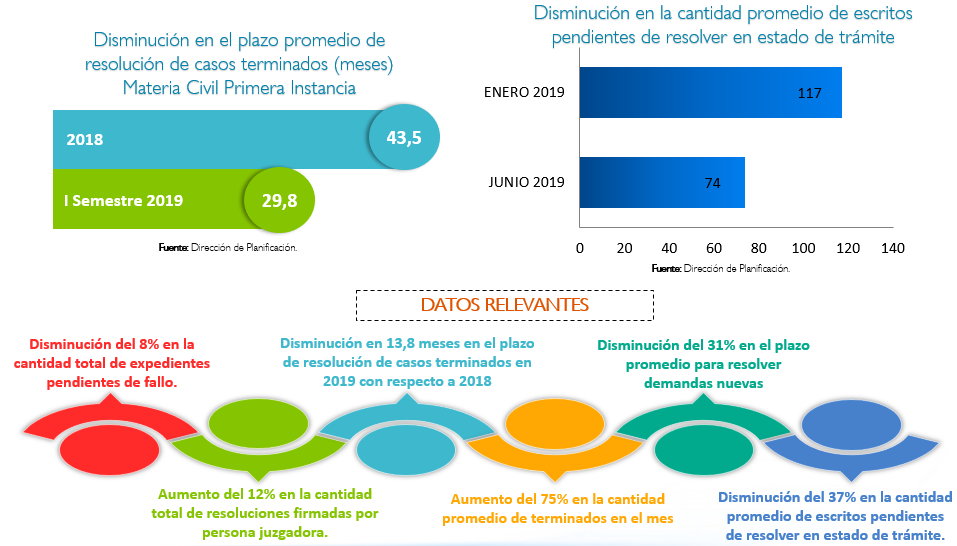 Disminución en el plazo promedio de
resolución de casos terminados (meses)
Materia Civil Primera Instancia
2018
43,5
I Semestre 2019
29,8
Fuente: Dirección de Planificación.
Disminución en la cantidad promedio de escritos
pendientes de resolver en estado de trámite
ENERO 2019
117
JUNIO 2019
74
0 20 40 60 80 100 120 140
Fuente: Dirección de Planificación.
DATOS RELEVANTES
Disminución del 8% en la
cantidad total de expedientes
pendientes de fallo.
Disminución en 13,8 meses en el plazo
de resolución de casos terminados en
2019 con respecto a 2018
Disminución del 31% en el plazo
promedio para resolver
demandas nuevas
Aumento del 12% en la cantidad
total de resoluciones firmadas por
persona juzgadora.
Aumento del 75% en la cantidad
promedio de terminados en el mes
Disminución del 37% en la cantidad
promedio de escritos pendientes
de resolver en estado de trámite.